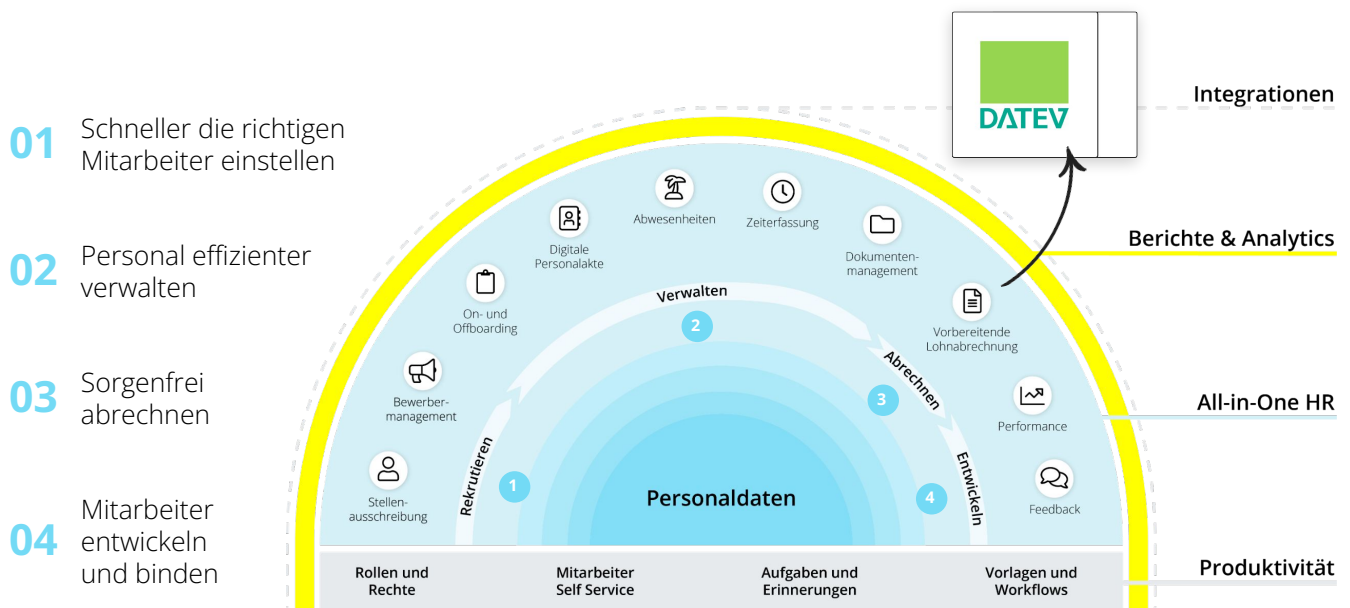 01
Schneller die richtigen
Mitarbeiter einstellen
02
Personal effizienter
verwalten
03
Sorgenfrei
abrechnen
04
Mitarbeiter
entwickeln
und binden
DATEV
Integrationen
Berichte & Analytics
All-in-One HR
Produktivität
Stellen-
ausschreibung
Bewerber-
management
On- und
Offboarding
Digitale
Personalakte
Abwesenheiten
Zeiterfassung
Dokumenten-
management
Vorbereitende
Lohnabrechnung
Performance
Feedback
Rekrutieren
1
Verwalten
2
Abrechnen
3
Entwickeln
4
Personaldaten
Rollen und
Rechte
Mitarbeiter
Self Service
Aufgaben und
Erinnerungen
Vorlagen und
Workflows